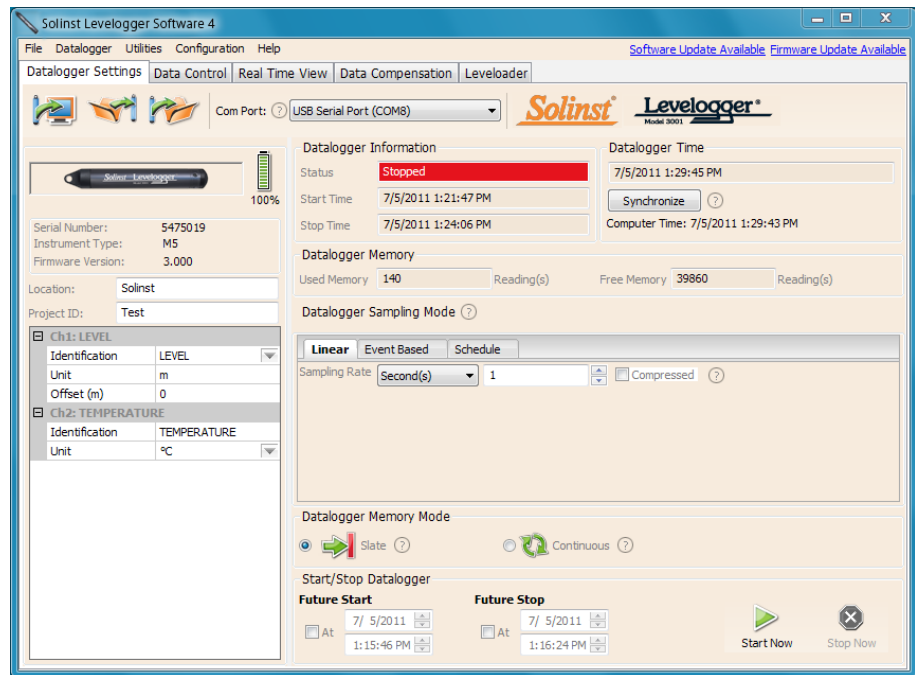 Solinst Levelogger Software 4
File Datalogger Utilities Configuration Help
Software Update Available Firmware Update Available
Datalogger Settings Data Control Real Time View Data Compensation Leveloader
Com Port: ? USB Serial Port (COM8)
Solinst
Levelogger
Model 3001
Solinst Levelogger
100%
Serial Number: 5475019
Instrument Type: M5
Firmware Version: 3.000
Location: Solinst
Project ID: Test
Ch1: LEVEL
Identification LEVEL
Unit m
Offset (m) 0
Ch2: TEMPERATURE
Identification TEMPERATURE
Unit °C
Datalogger Information
Status Stopped
Start Time 7/5/2011 1:21:47 PM
Stop Time 7/5/2011 1:24:06 PM
Datalogger Time
7/5/2011 1:29:45 PM
Synchronize ?
Computer Time: 7/5/2011 1:29:43 PM
Datalogger Memory
Used Memory 140 Reading(s) Free Memory 39860 Reading(s)
Datalogger Sampling Mode ?
Linear Event Based Schedule
Sampling Rate Second(s) 1 Compressed ?
Datalogger Memory Mode
Slate ? Continuous ?
Start/Stop Datalogger
Future Start
At 7/ 5/2011
1:15:46 PM
Future Stop
At 7/ 5/2011
1:16:24 PM
Start Now Stop Now